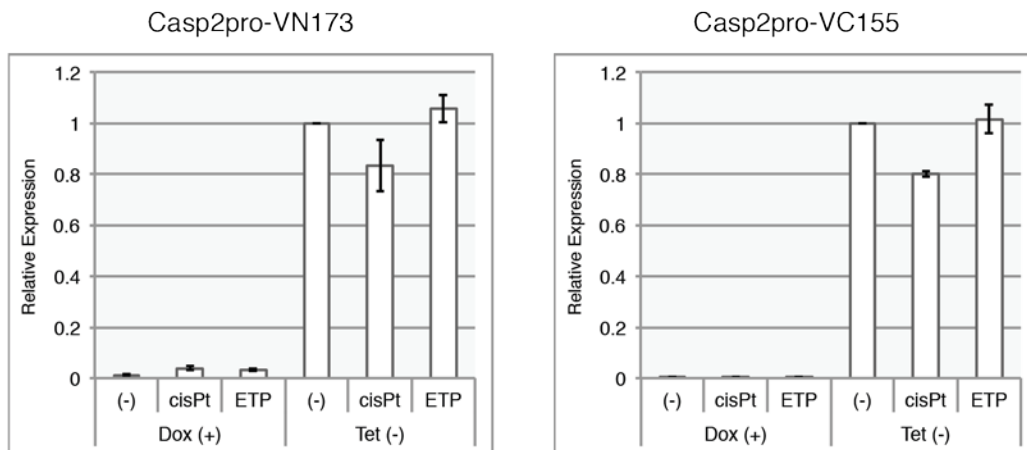 Casp2pro-VN173
Relative Expression
1.2
1
0.8
0.6
0.4
0.2
0
(-) cisPt ETP (-) cisPt ETP
Dox (+) Tet (-)
Casp2pro-VC155
Relative Expression
1.2
1
0.8
0.6
0.4
0.2
0
(-) cisPt ETP (-) cisPt ETP
Dox (+) Tet (-)